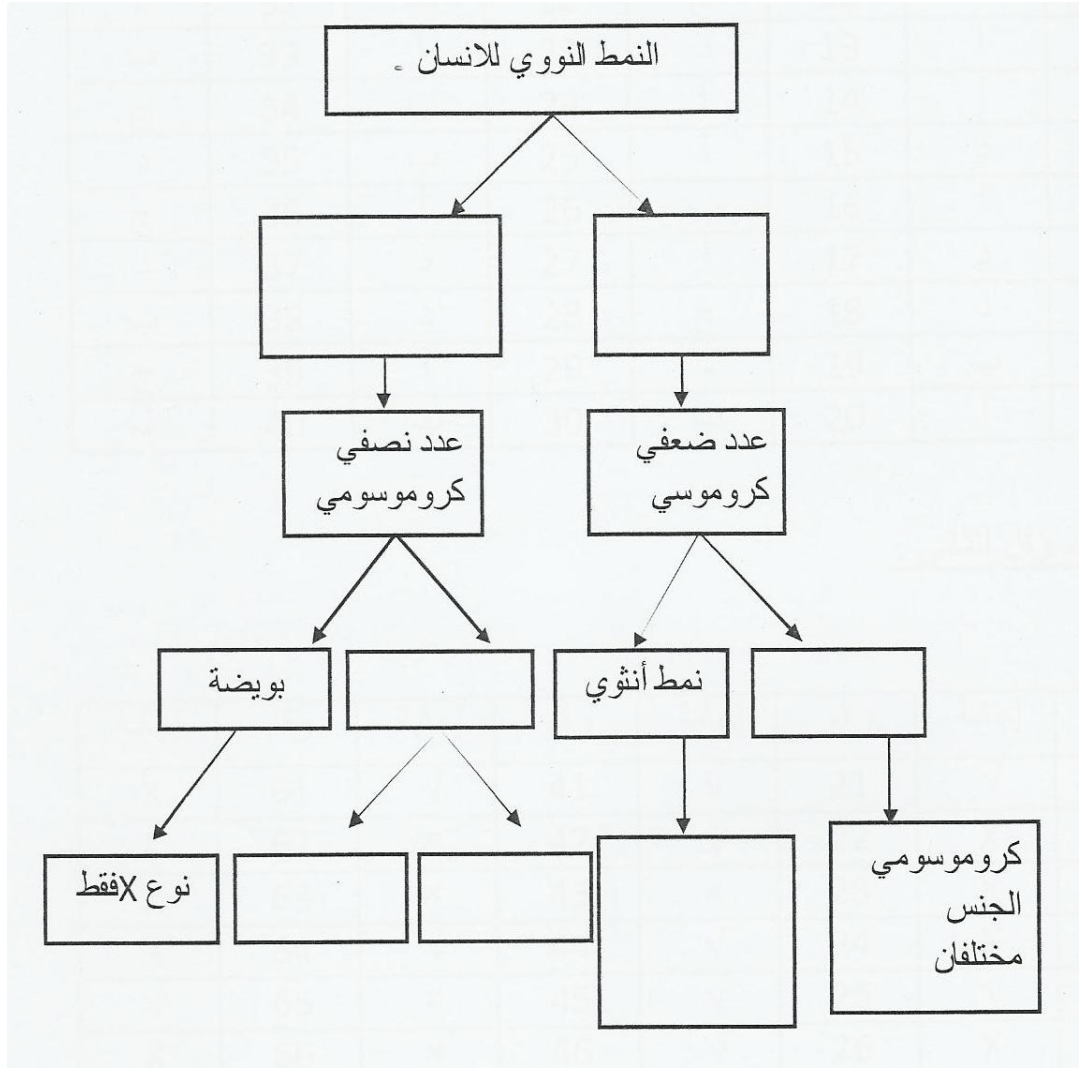 النمط النووي للانسان .
عدد ضعفي
كروموسي
عدد نصفي
كروموسومي
نمط أنثوي
بويضة
كروموسومي
الجنس
مختلفان
نوع Xفقط